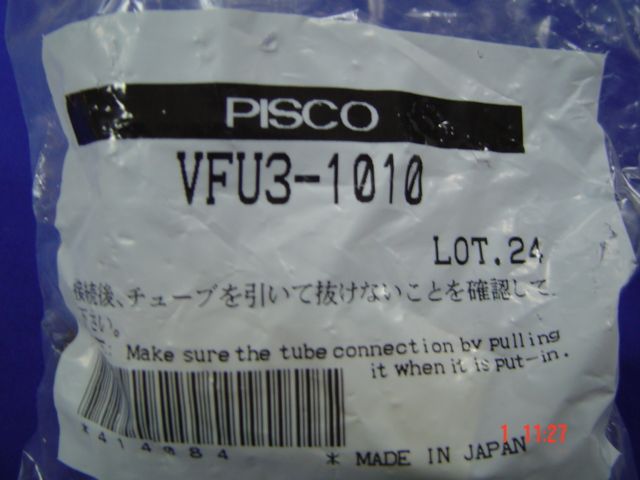 PISCO
VFU3-1010
LOT.24
接続後、チューブを引いて抜けないことを確認して
下さい。
Make sure the tube connection by pulling
it when it is put-in.
*414084 *
MADE IN JAPAN
1 11:27